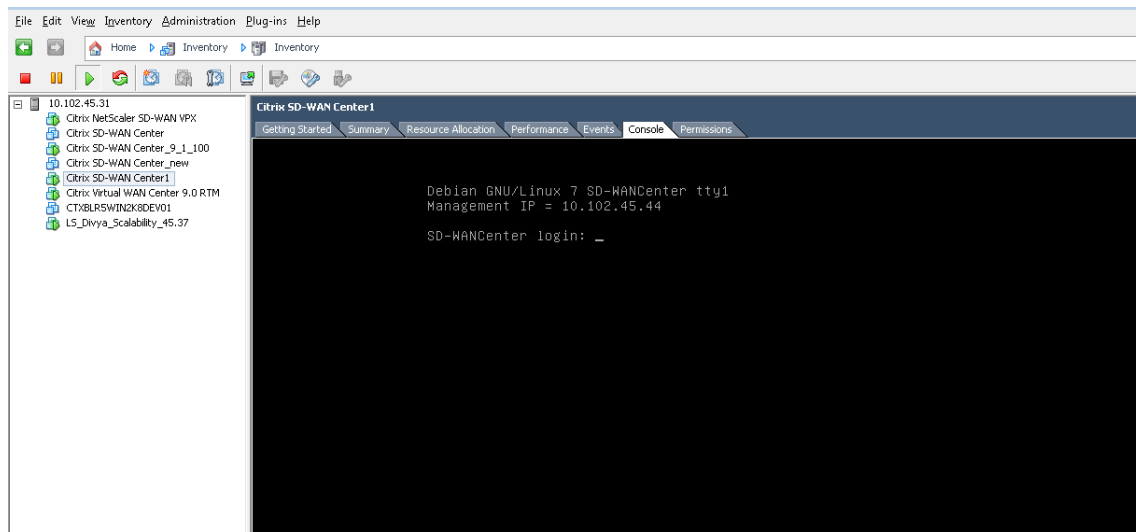 File Edit View Inventory Administration Plug-ins Help
Home Inventory Inventory
10.102.45.31
Citrix NetScaler SD-WAN VPX
Citrix SD-WAN Center
Citrix SD-WAN Center_9_1_100
Citrix SD-WAN Center_new
Citrix SD-WAN Center1
Citrix Virtual WAN Center 9.0 RTM
CTXBLR5WIN2K8DEV01
LS_Divya_Scalability_45.37
Citrix SD-WAN Center1
Getting Started Summary Resource Allocation Performance Events Console Permissions
Debian GNU/Linux 7 SD-WANCenter tty1
Management IP = 10.102.45.44
SD-WANCenter login: _